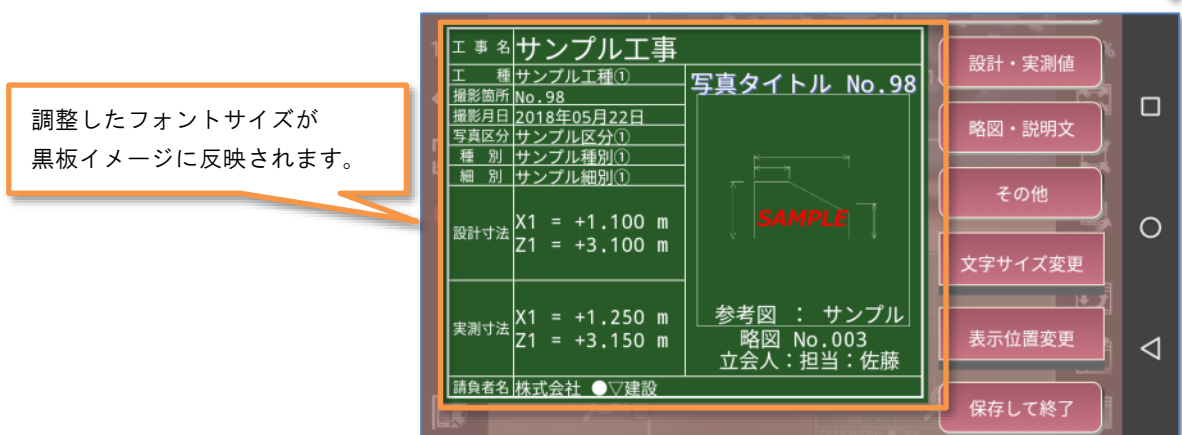 調整したフォントサイズが
黒板イメージに反映されます。
工事名 サンプル工事
工 種 サンプル工種①
撮影箇所 No.98
撮影月日 2018年05月22日
写真区分 サンプル区分①
種 別 サンプル種別①
細 別 サンプル細別①
設計寸法 X1 = +1.100 m
Z1 = +3.100 m
実測寸法 X1 = +1.250 m
Z1 = +3.150 m
請負者名 株式会社 ●▽建設
写真タイトル No.98
SAMPLE
参考図 : サンプル
略図 No.003
立会人:担当:佐藤
設計・実測値
略図・説明文
その他
文字サイズ変更
表示位置変更
保存して終了